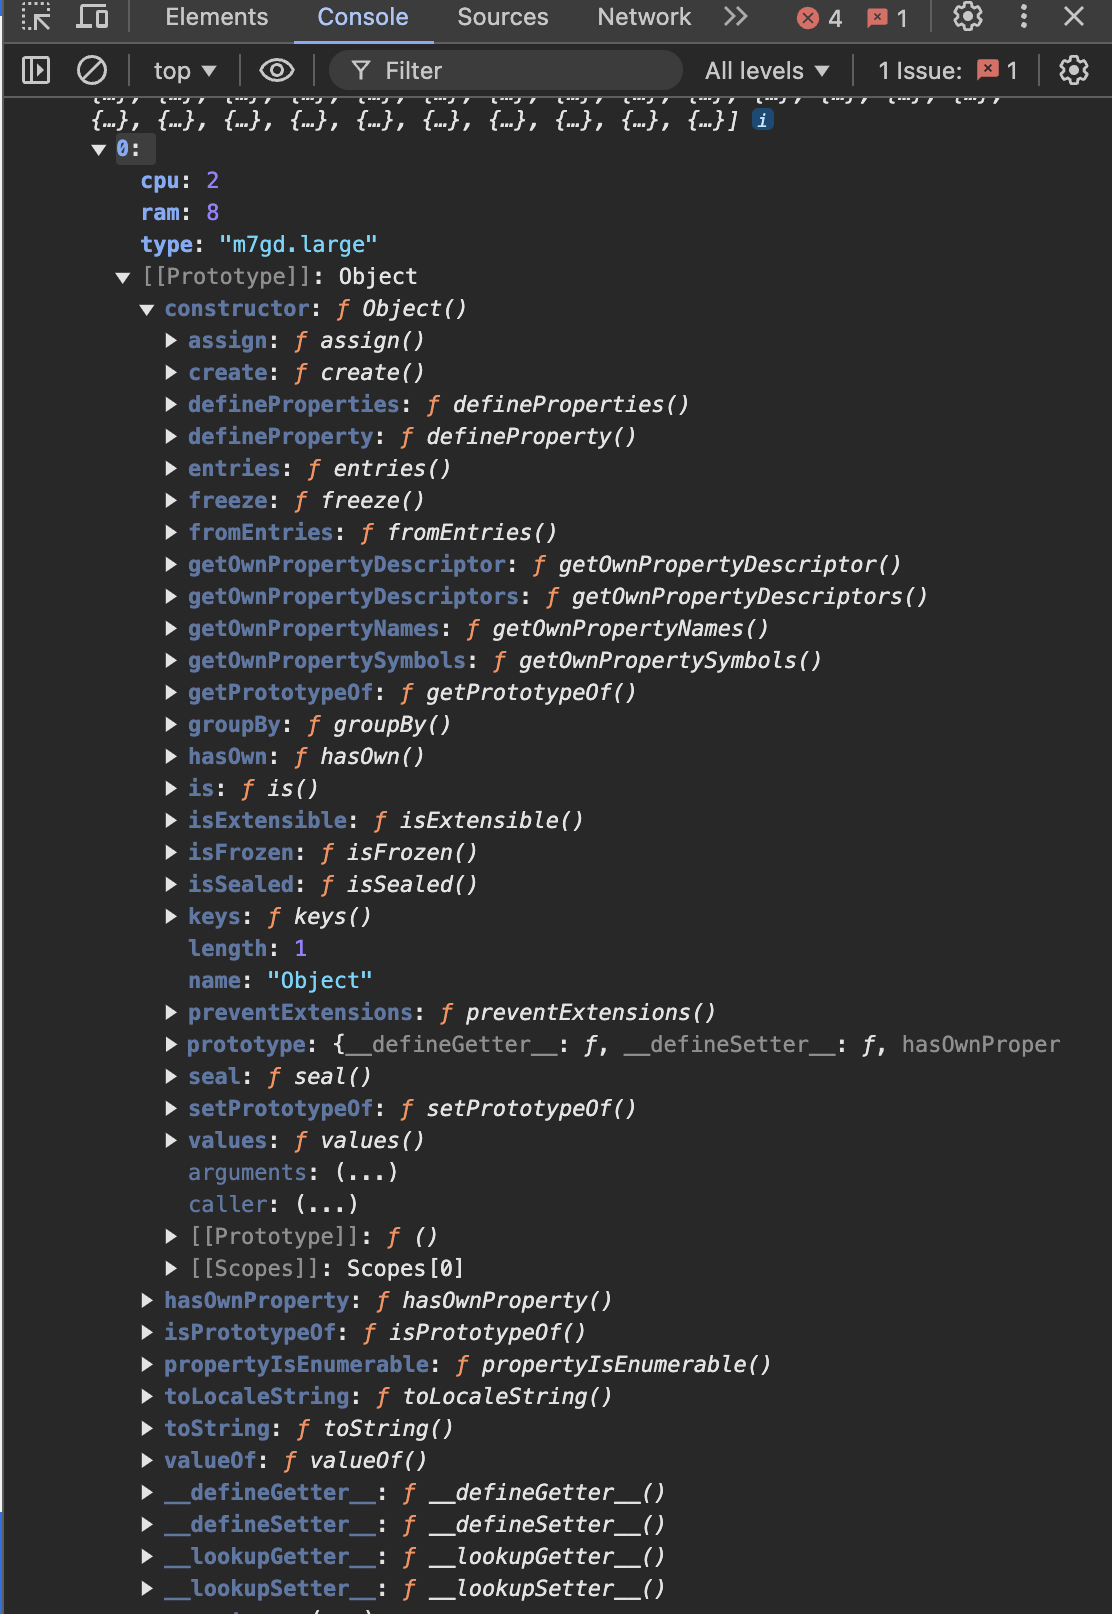 Elements Console Sources Network 4 1
top Filter All levels 1 Issue: 1
{…}, {…}, {…}, {…}, {…}, {…}, {…}, {…}, {…}, {…}, {…}, {…}, {…}, {…},
{…}, {…}, {…}, {…}, {…}, {…}, {…}, {…}, {…}, {…}] i
0:
cpu: 2
ram: 8
type: "m7gd.large"
[[Prototype]]: Object
constructor: ƒ Object()
assign: ƒ assign()
create: ƒ create()
defineProperties: ƒ defineProperties()
defineProperty: ƒ defineProperty()
entries: ƒ entries()
freeze: ƒ freeze()
fromEntries: ƒ fromEntries()
getOwnPropertyDescriptor: ƒ getOwnPropertyDescriptor()
getOwnPropertyDescriptors: ƒ getOwnPropertyDescriptors()
getOwnPropertyNames: ƒ getOwnPropertyNames()
getOwnPropertySymbols: ƒ getOwnPropertySymbols()
getPrototypeOf: ƒ getPrototypeOf()
groupBy: ƒ groupBy()
hasOwn: ƒ hasOwn()
is: ƒ is()
isExtensible: ƒ isExtensible()
isFrozen: ƒ isFrozen()
isSealed: ƒ isSealed()
keys: ƒ keys()
length: 1
name: "Object"
preventExtensions: ƒ preventExtensions()
prototype: {__defineGetter__: ƒ, __defineSetter__: ƒ, hasOwnProper
seal: ƒ seal()
setPrototypeOf: ƒ setPrototypeOf()
values: ƒ values()
arguments: (...)
caller: (...)
[[Prototype]]: ƒ ()
[[Scopes]]: Scopes[0]
hasOwnProperty: ƒ hasOwnProperty()
isPrototypeOf: ƒ isPrototypeOf()
propertyIsEnumerable: ƒ propertyIsEnumerable()
toLocaleString: ƒ toLocaleString()
toString: ƒ toString()
valueOf: ƒ valueOf()
__defineGetter__: ƒ __defineGetter__()
__defineSetter__: ƒ __defineSetter__()
__lookupGetter__: ƒ __lookupGetter__()
__lookupSetter__: ƒ __lookupSetter__()